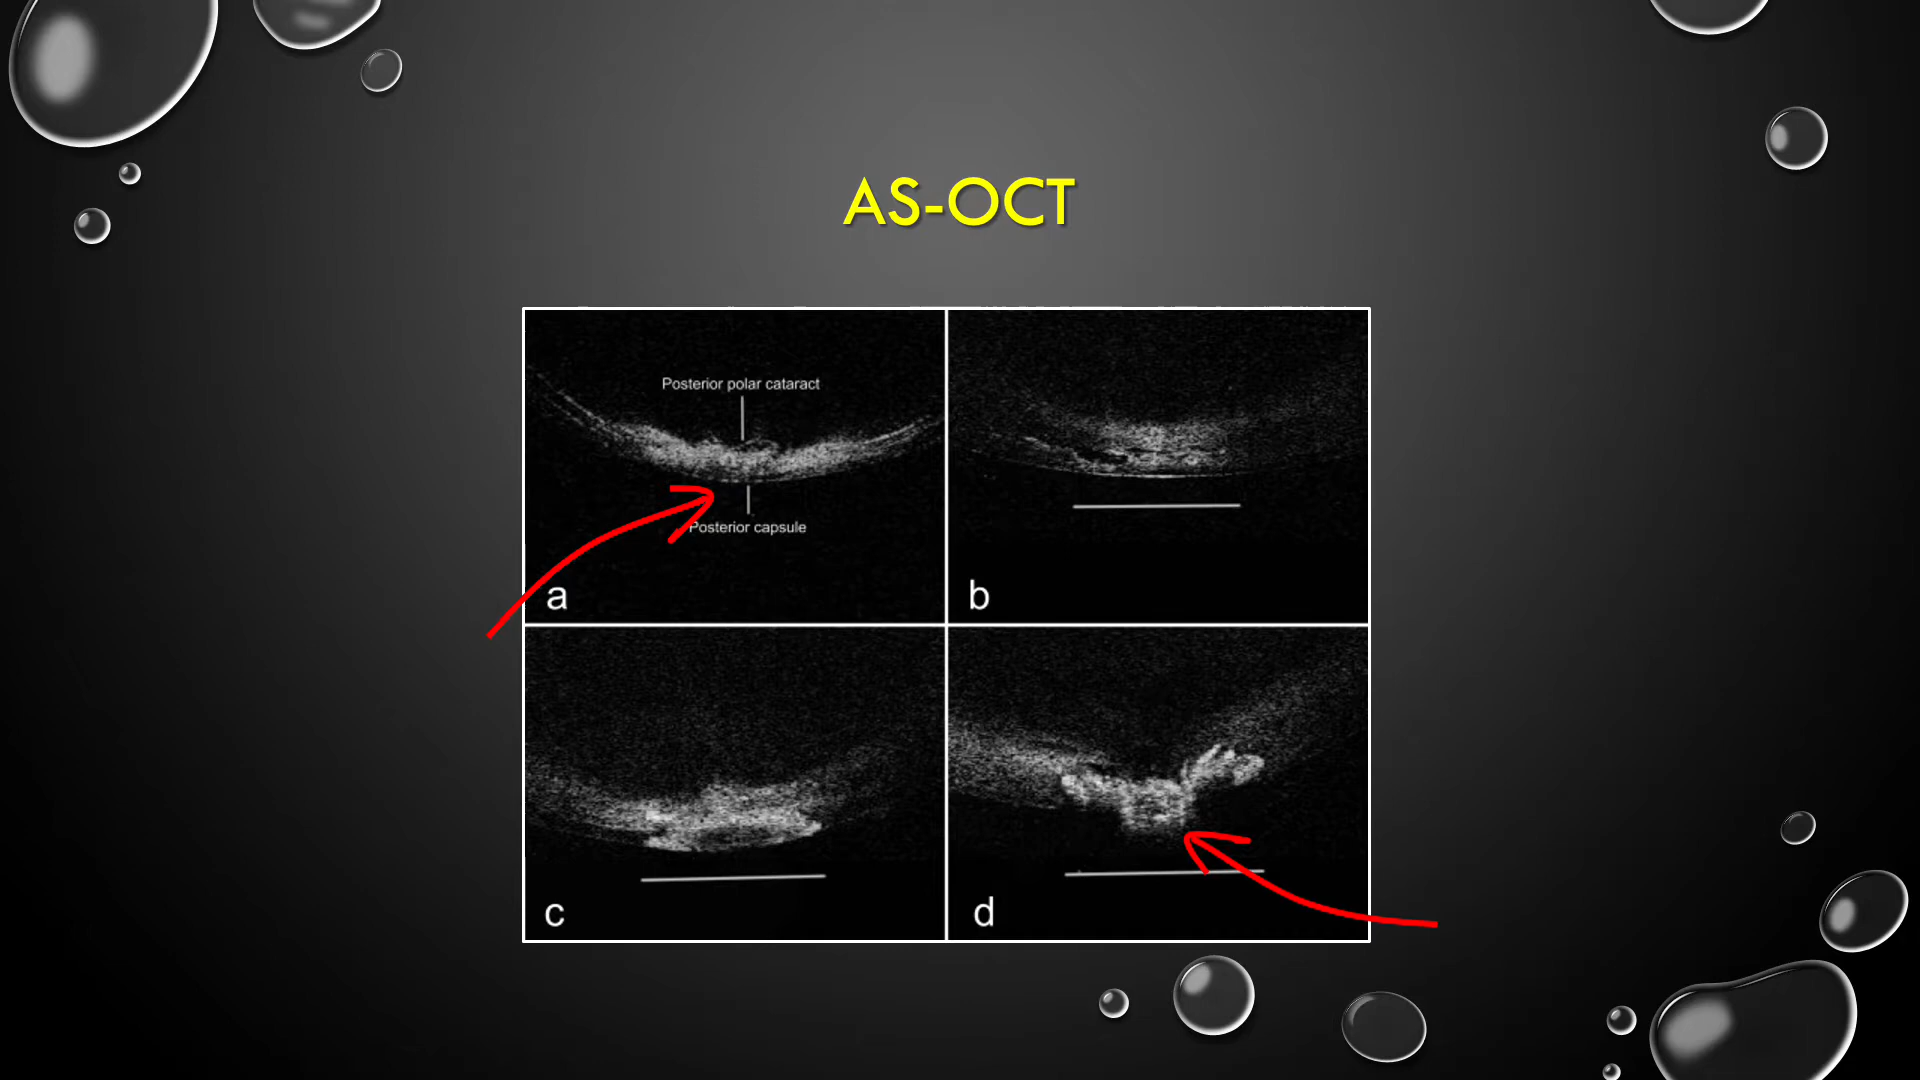 AS-OCT
Posterior polar cataract
Posterior capsule
a
b
c
d